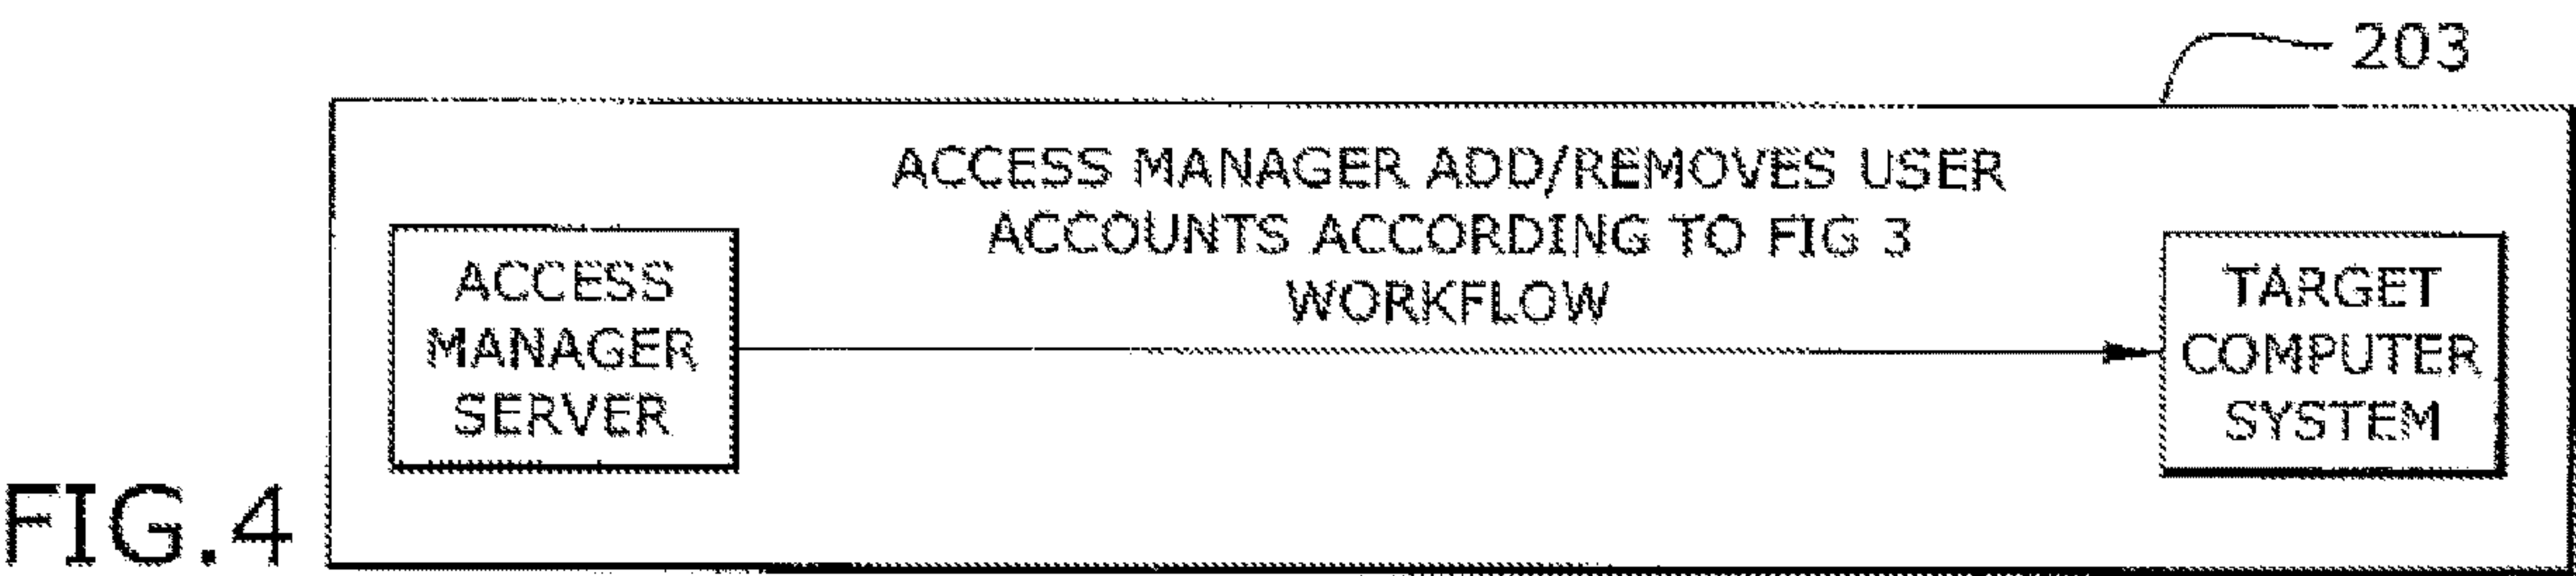 203
ACCESS MANAGER ADD/REMOVES USER
ACCOUNTS ACCORDING TO FIG 3
WORKFLOW
ACCESS
MANAGER
SERVER
TARGET
COMPUTER
SYSTEM
FIG.4